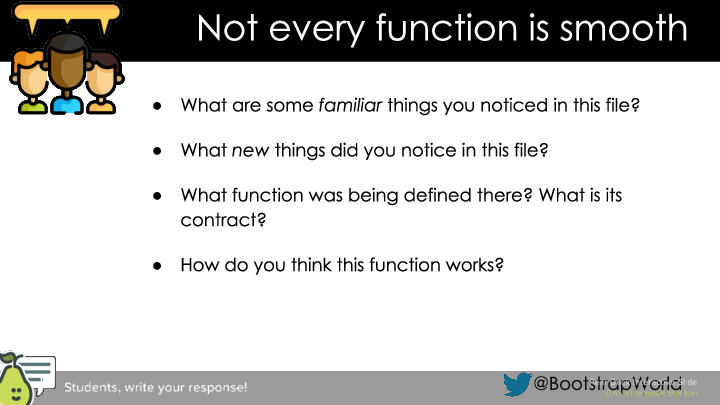 Not every function is smooth
● What are some familiar things you noticed in this file?
● What new things did you notice in this file?
● What function was being defined there? What is its
contract?
● How do you think this function works?
Students, write your response!
@BootstrapWorld